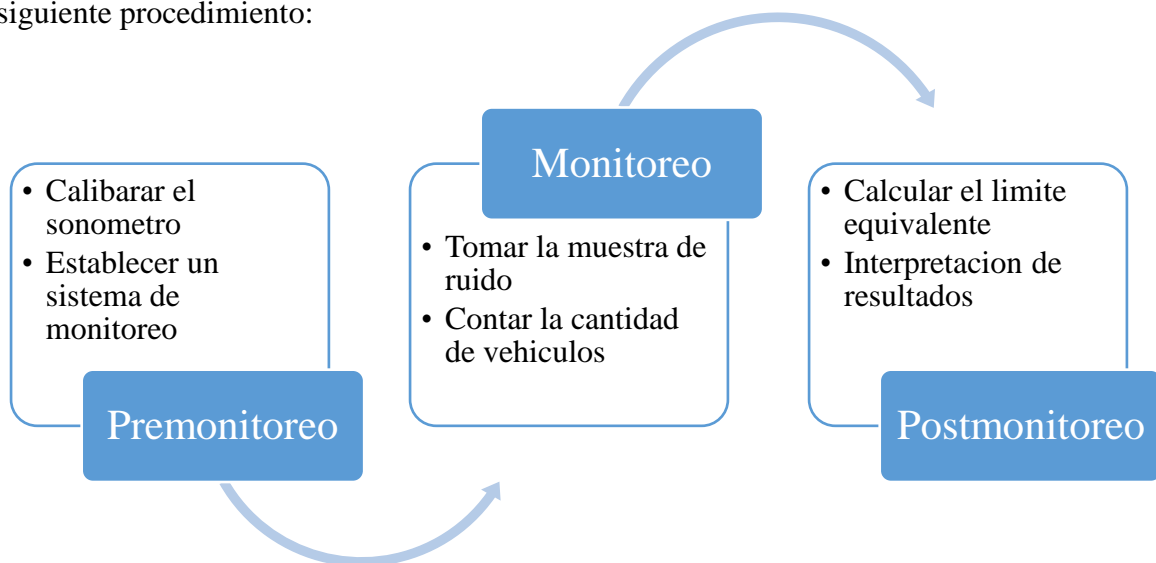 siguiente procedimiento:
• Calibarar el
sonometro
• Establecer un
sistema de
monitoreo
Premonitoreo
Monitoreo
• Tomar la muestra de
ruido
• Contar la cantidad
de vehiculos
• Calcular el limite
equivalente
• Interpretacion de
resultados
Postmonitoreo